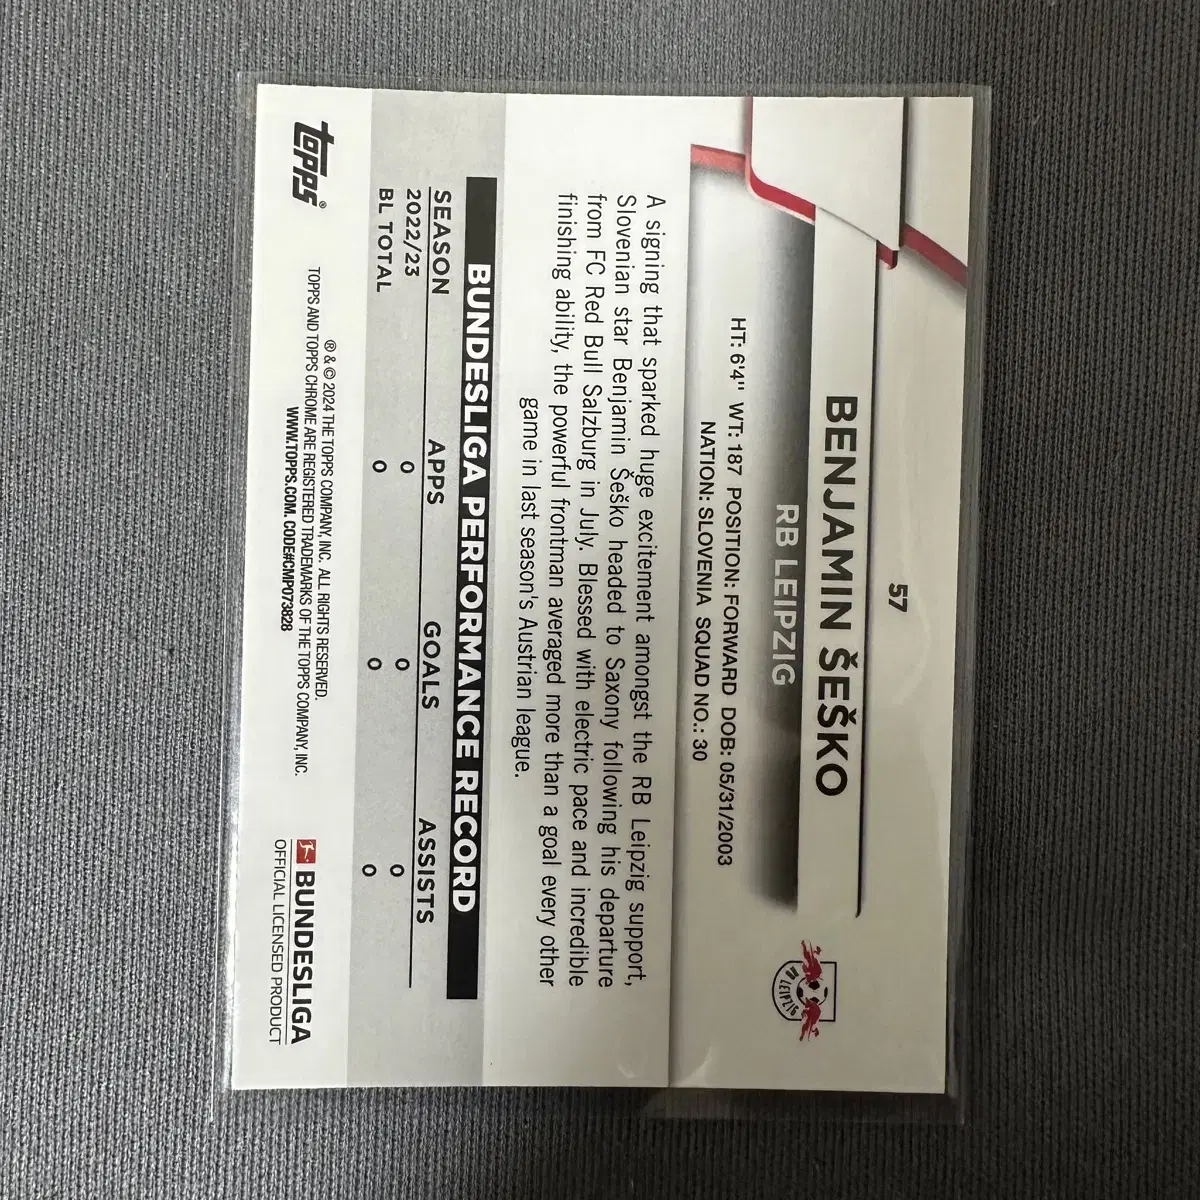 57
BENJAMIN ŠEŠKO
RB LEIPZIG
HT: 6'4" WT: 187 POSITION: FORWARD DOB: 05/31/2003
NATION: SLOVENIA SQUAD NO.: 30
RB LEIPZIG
A signing that sparked huge excitement amongst the RB Leipzig support,
Slovenian star Benjamin Šeško headed to Saxony following his departure
from FC Red Bull Salzburg in July. Blessed with electric pace and incredible
finishing ability, the powerful frontman averaged more than a goal every other
game in last season's Austrian league.
BUNDESLIGA PERFORMANCE RECORD
SEASON APPS GOALS ASSISTS
2022/23 0 0 0
BL TOTAL 0 0 0
topps®
® & © 2024 THE TOPPS COMPANY, INC. ALL RIGHTS RESERVED.
TOPPS AND TOPPS CHROME ARE REGISTERED TRADEMARKS OF THE TOPPS COMPANY, INC.
WWW.TOPPS.COM. CODE#CMP073828
BUNDESLIGA
OFFICIAL LICENSED PRODUCT